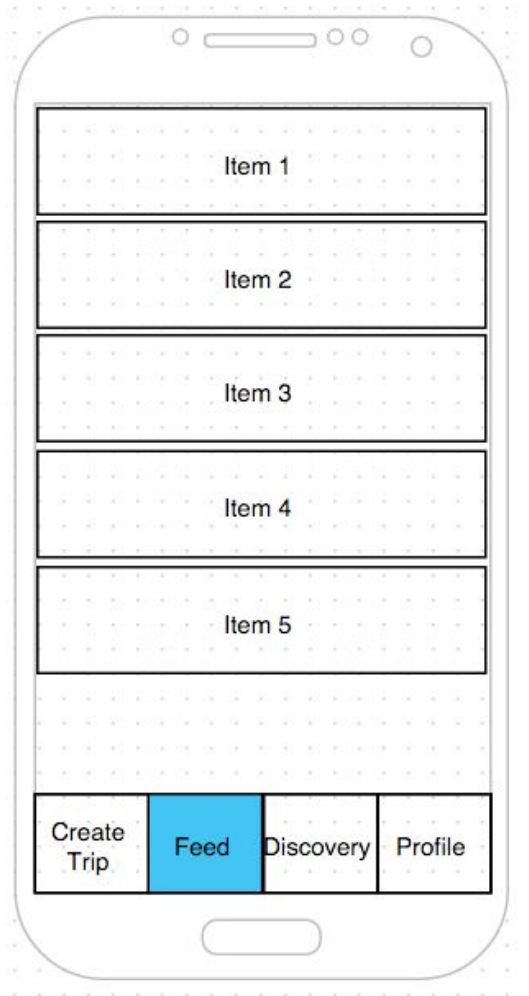 Item 1
Item 2
Item 3
Item 4
Item 5
Create
Trip
Feed
Discovery
Profile